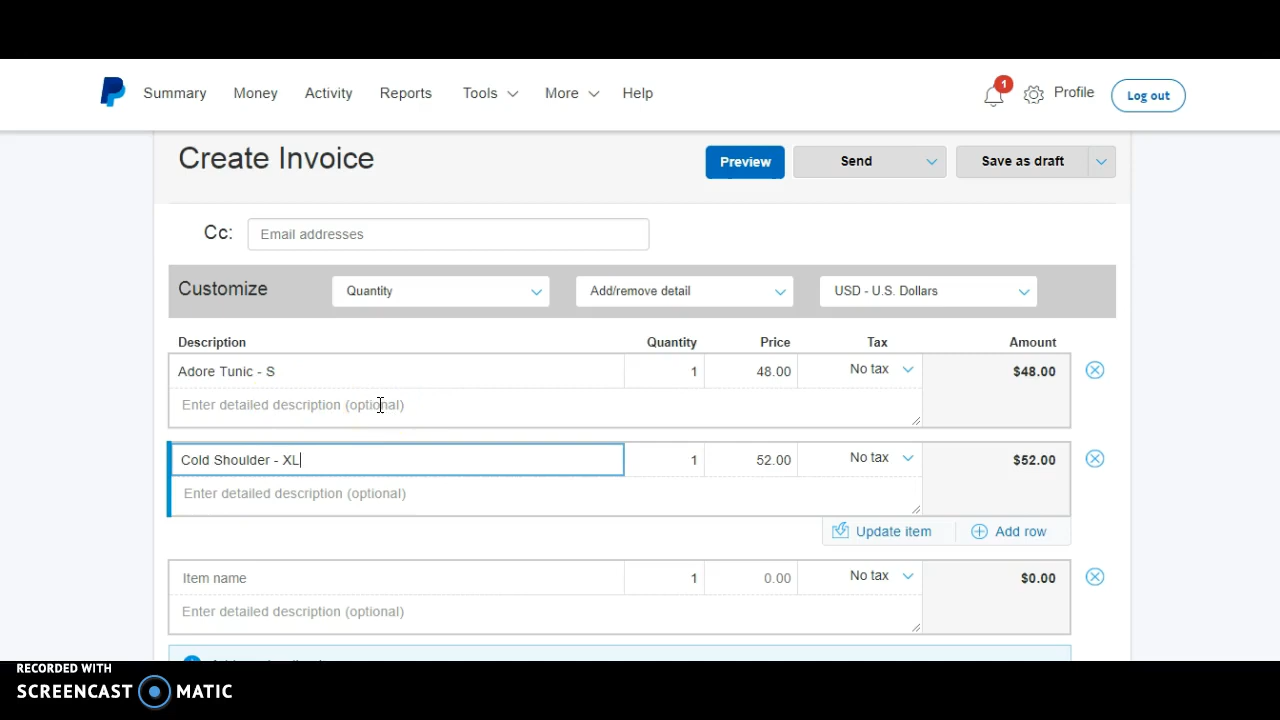 Summary Money Activity Reports Tools More Help 1 Profile Log out
Create Invoice Preview Send Save as draft
Cc: Email addresses
Customize Quantity Add/remove detail USD - U.S. Dollars
Description Quantity Price Tax Amount
Adore Tunic - S 1 48.00 No tax $48.00
Enter detailed description (optional)
Cold Shoulder - XL 1 52.00 No tax $52.00
Enter detailed description (optional)
Update item Add row
Item name 1 0.00 No tax $0.00
Enter detailed description (optional)
RECORDED WITH
SCREENCAST MATIC